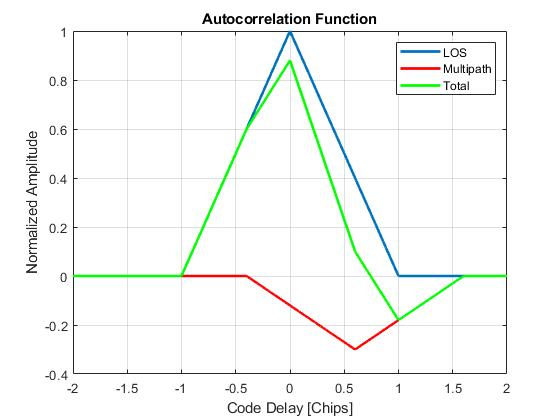 Autocorrelation Function
LOS
Multipath
Total
Normalized Amplitude
1
0.8
0.6
0.4
0.2
0
-0.2
-0.4
-2
-1.5
-1
-0.5
0
0.5
1
1.5
2
Code Delay [Chips]